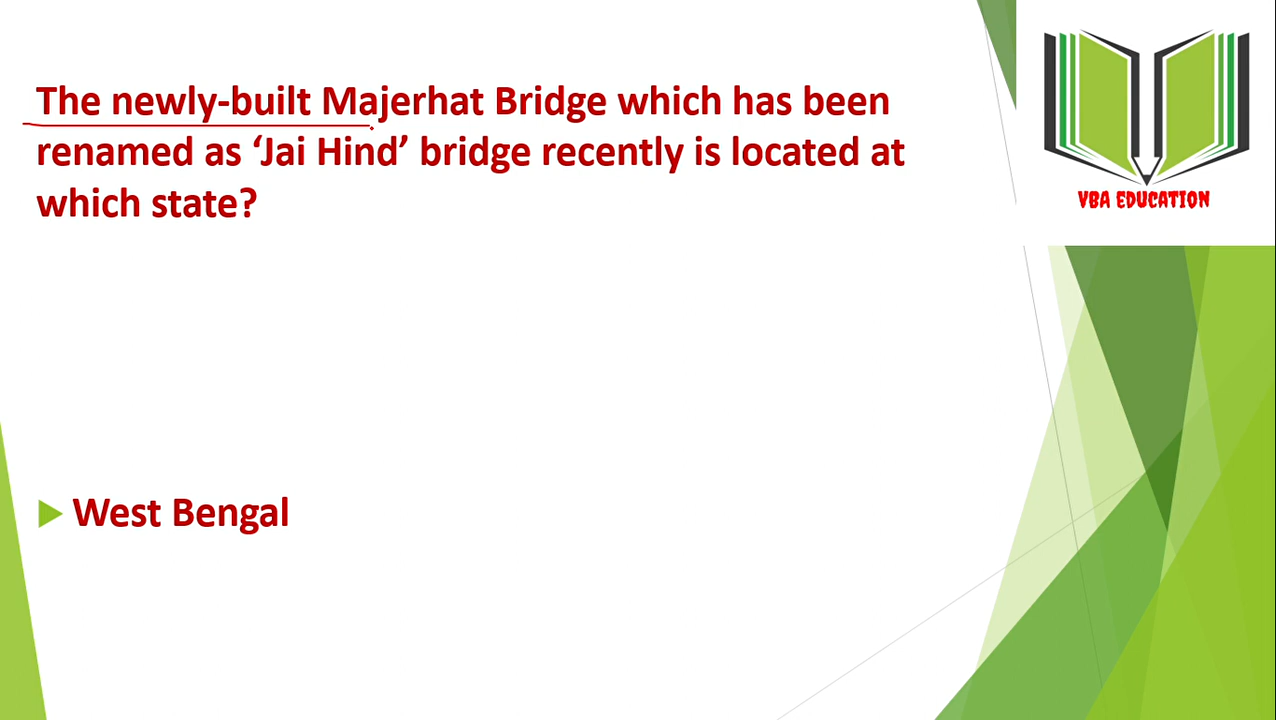 The newly-built Majerhat Bridge which has been
renamed as ‘Jai Hind’ bridge recently is located at
which state?
VBA EDUCATION
West Bengal